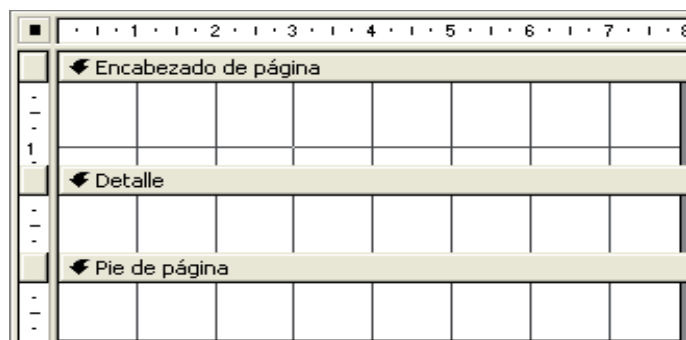 1 2 3 4 5 6 7 8
Encabezado de página
1
Detalle
Pie de página